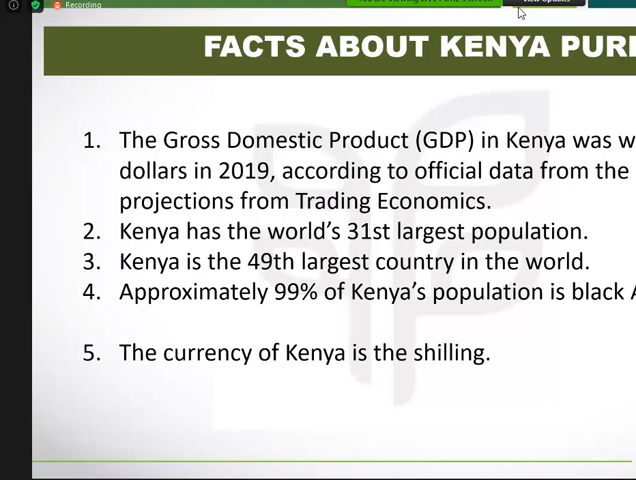 Recording
FACTS ABOUT KENYA
1. The Gross Domestic Product (GDP) in Kenya was
dollars in 2019, according to official data from the
projections from Trading Economics.
2. Kenya has the world's 31st largest population.
3. Kenya is the 49th largest country in the world.
4. Approximately 99% of Kenya's population is black
5. The currency of Kenya is the shilling.